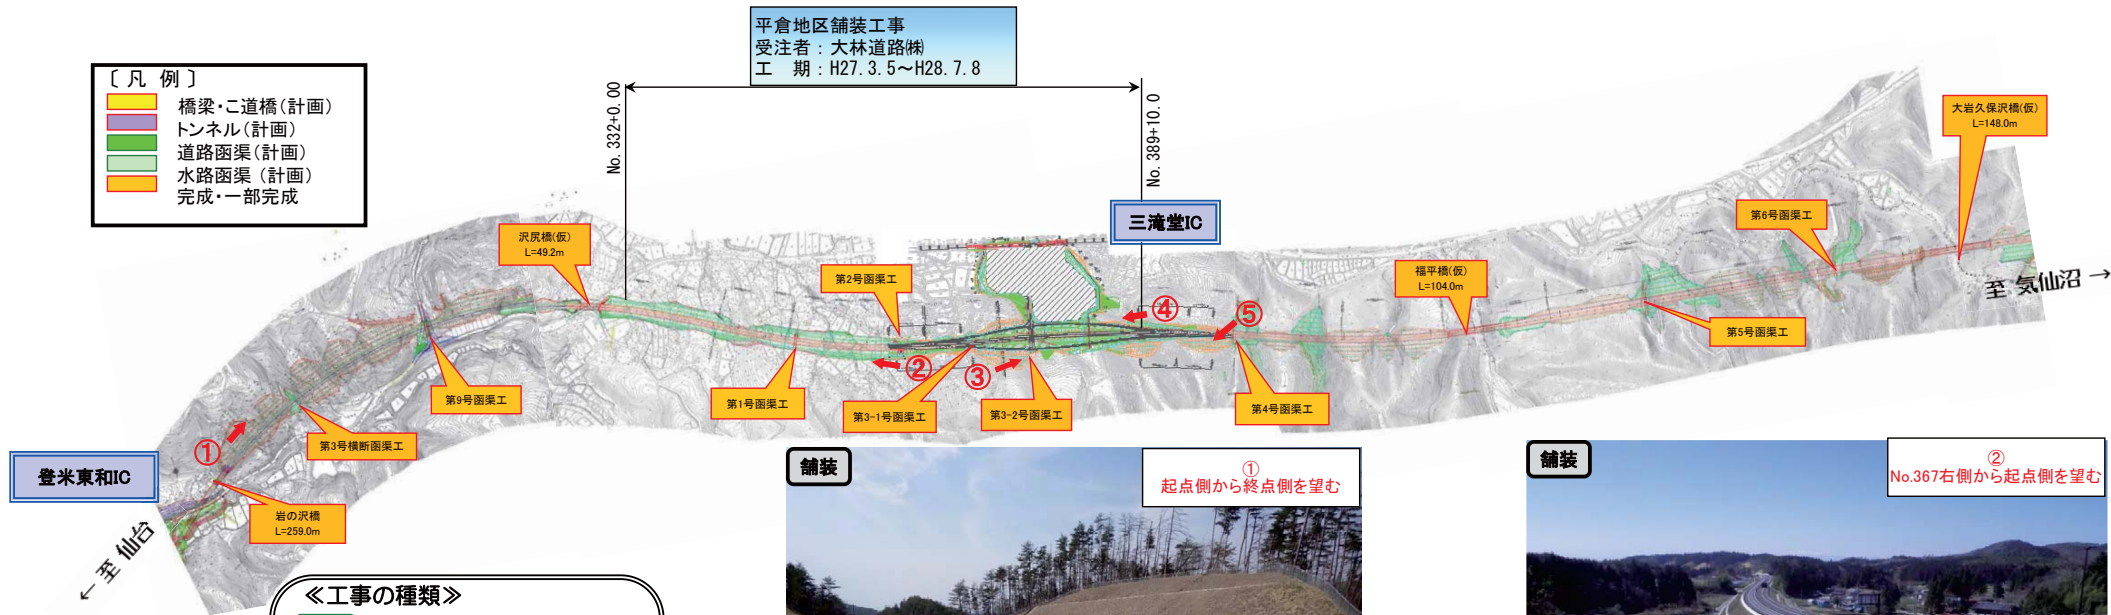 平倉地区舗装工事
受注者：大林道路㈱
工　期：H27.3.5～H28.7.8
〔 凡 例 〕
橋梁・こ道橋(計画)
トンネル(計画)
道路函渠(計画)
水路函渠 (計画)
完成・一部完成
No. 332+0.00
No. 389+10.0
大岩久保沢橋(仮)
L=148.0m
三滝堂IC
第6号函渠工
沢尻橋(仮)
L=49.2m
第2号函渠工
福平橋(仮)
L=104.0m
至 気仙沼 →
④
⑤
第5号函渠工
②
③
第9号函渠工
第1号函渠工
第3-1号函渠工
第3-2号函渠工
第4号函渠工
①
第3号横断函渠工
登米東和IC
岩の沢橋
L=259.0m
← 至 仙台
舗装
①
起点側から終点側を望む
舗装
②
No.367右側から起点側を望む
≪工事の種類≫